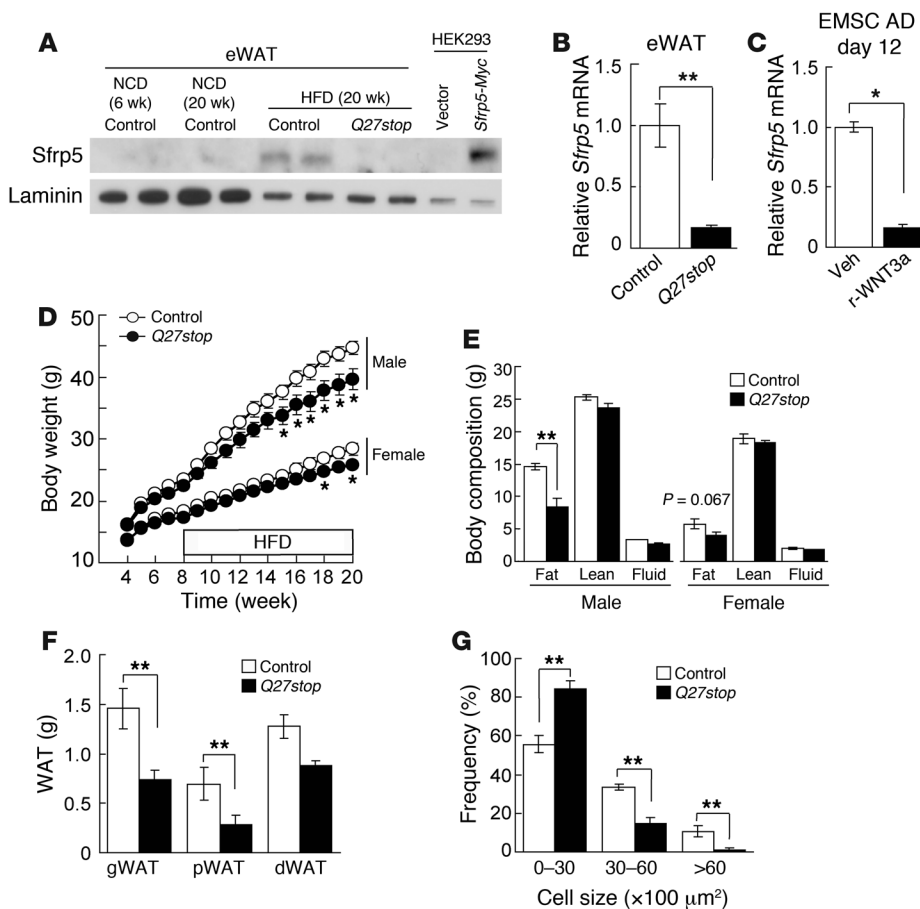 A
eWAT
HEK293
NCD
(6 wk)
Control
NCD
(20 wk)
Control
HFD (20 wk)
Control
Q27stop
Vector
Sfrp5-Myc
Sfrp5
Laminin
B
eWAT
Relative Sfrp5 mRNA
1.5
1.0
0.5
0
**
Control
Q27stop
C
EMSC AD
day 12
Relative Sfrp5 mRNA
1.5
1.0
0.5
0
*
Veh
r-WNT3a
D
Control
Q27stop
Body weight (g)
50
40
30
20
10
Male
* * * * * *
Female
* *
HFD
4 6 8 10 12 14 16 18 20
Time (week)
E
Control
Q27stop
Body composition (g)
30
25
20
15
10
5
0
**
P = 0.067
Fat Lean Fluid Fat Lean Fluid
Male Female
F
Control
Q27stop
WAT (g)
2.0
1.5
1.0
0.5
0
**
**
gWAT pWAT dWAT
G
Control
Q27stop
Frequency (%)
100
80
60
40
20
0
**
**
**
0–30 30–60 >60
Cell size (×100 μm²)